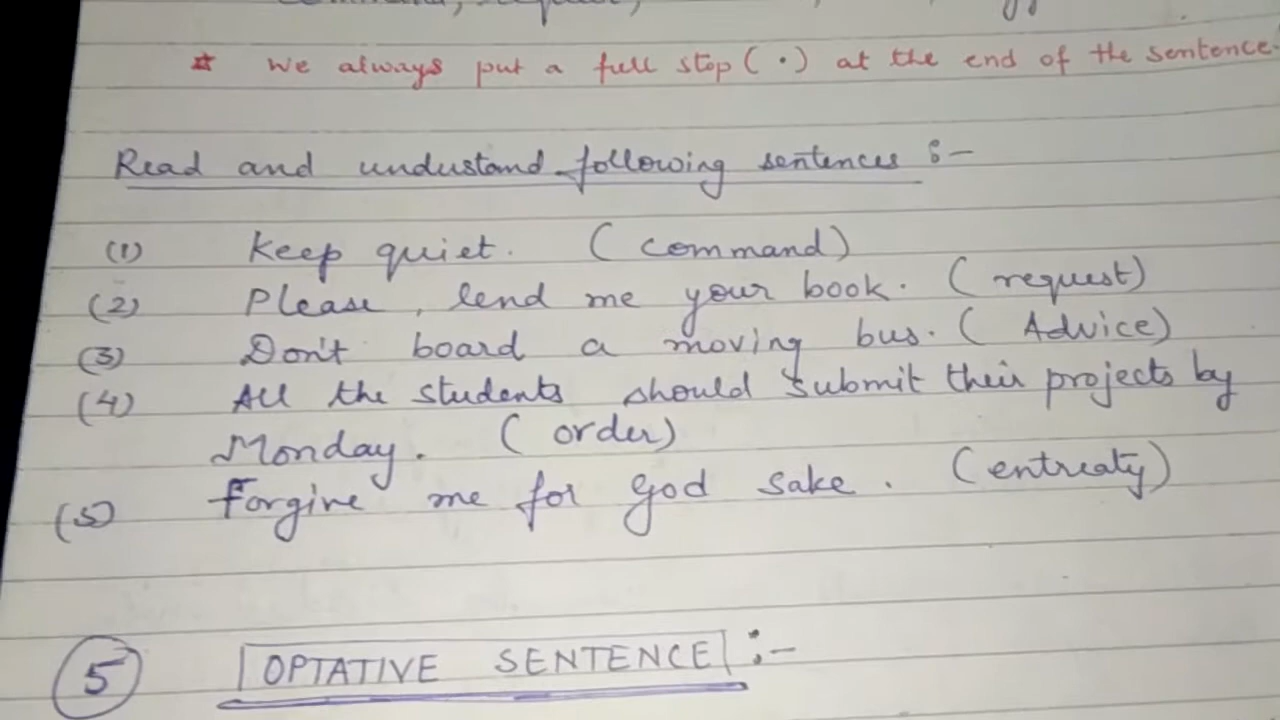 * We always put a full stop (.) at the end of the sentence.
Read and understand following sentences :-
(1) Keep quiet. (command)
(2) Please, lend me your book. (request)
(3) Don't board a moving bus. (Advice)
(4) All the students should submit their projects by
Monday. (order)
(5) Forgive me for god sake. (entreaty)
5 OPTATIVE SENTENCE :-